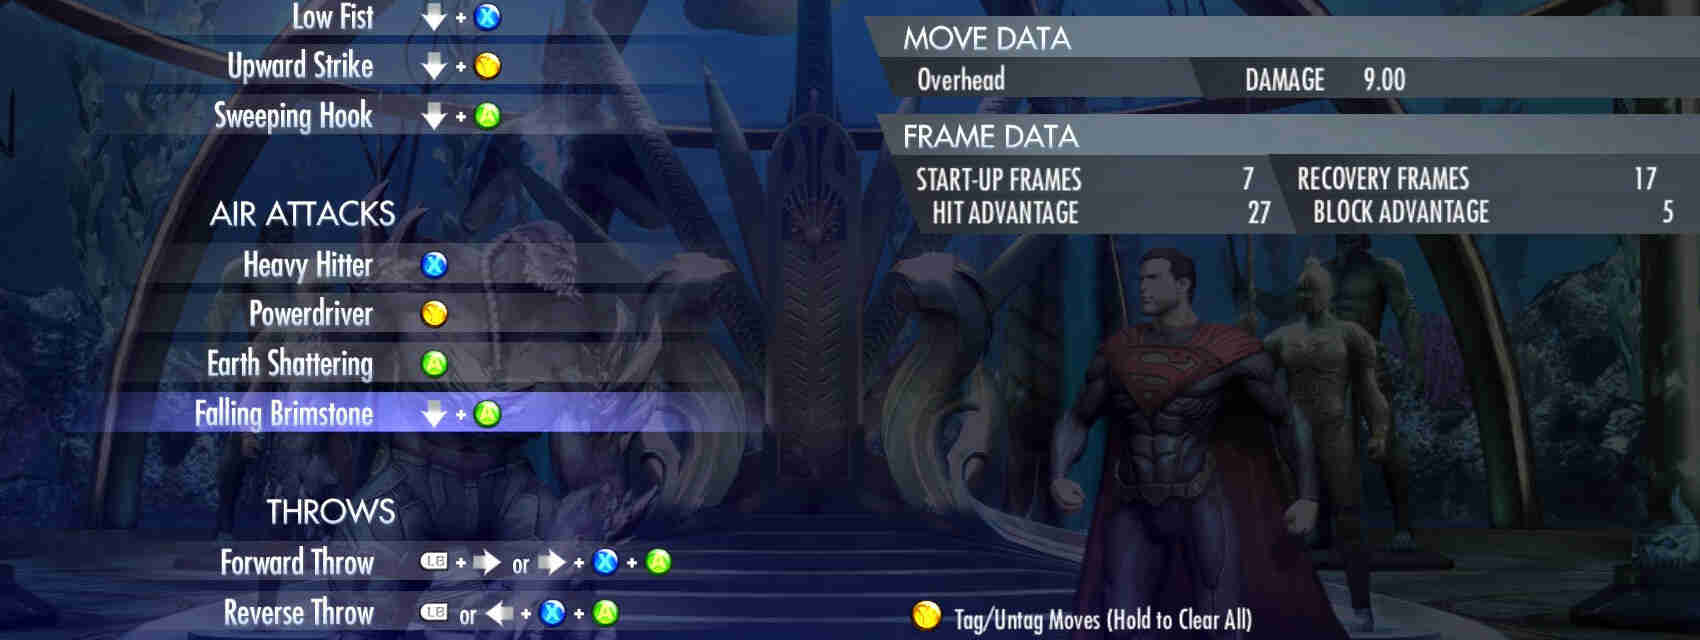 Low Fist + X
Upward Strike + Y
Sweeping Hook + A
AIR ATTACKS
Heavy Hitter X
Powerdriver Y
Earth Shattering A
Falling Brimstone + A
THROWS
Forward Throw LB + or + X + A
Reverse Throw LB or + X + A
MOVE DATA
Overhead DAMAGE 9.00
FRAME DATA
START-UP FRAMES 7 RECOVERY FRAMES 17
HIT ADVANTAGE 27 BLOCK ADVANTAGE 5
Y Tag/Untag Moves (Hold to Clear All)